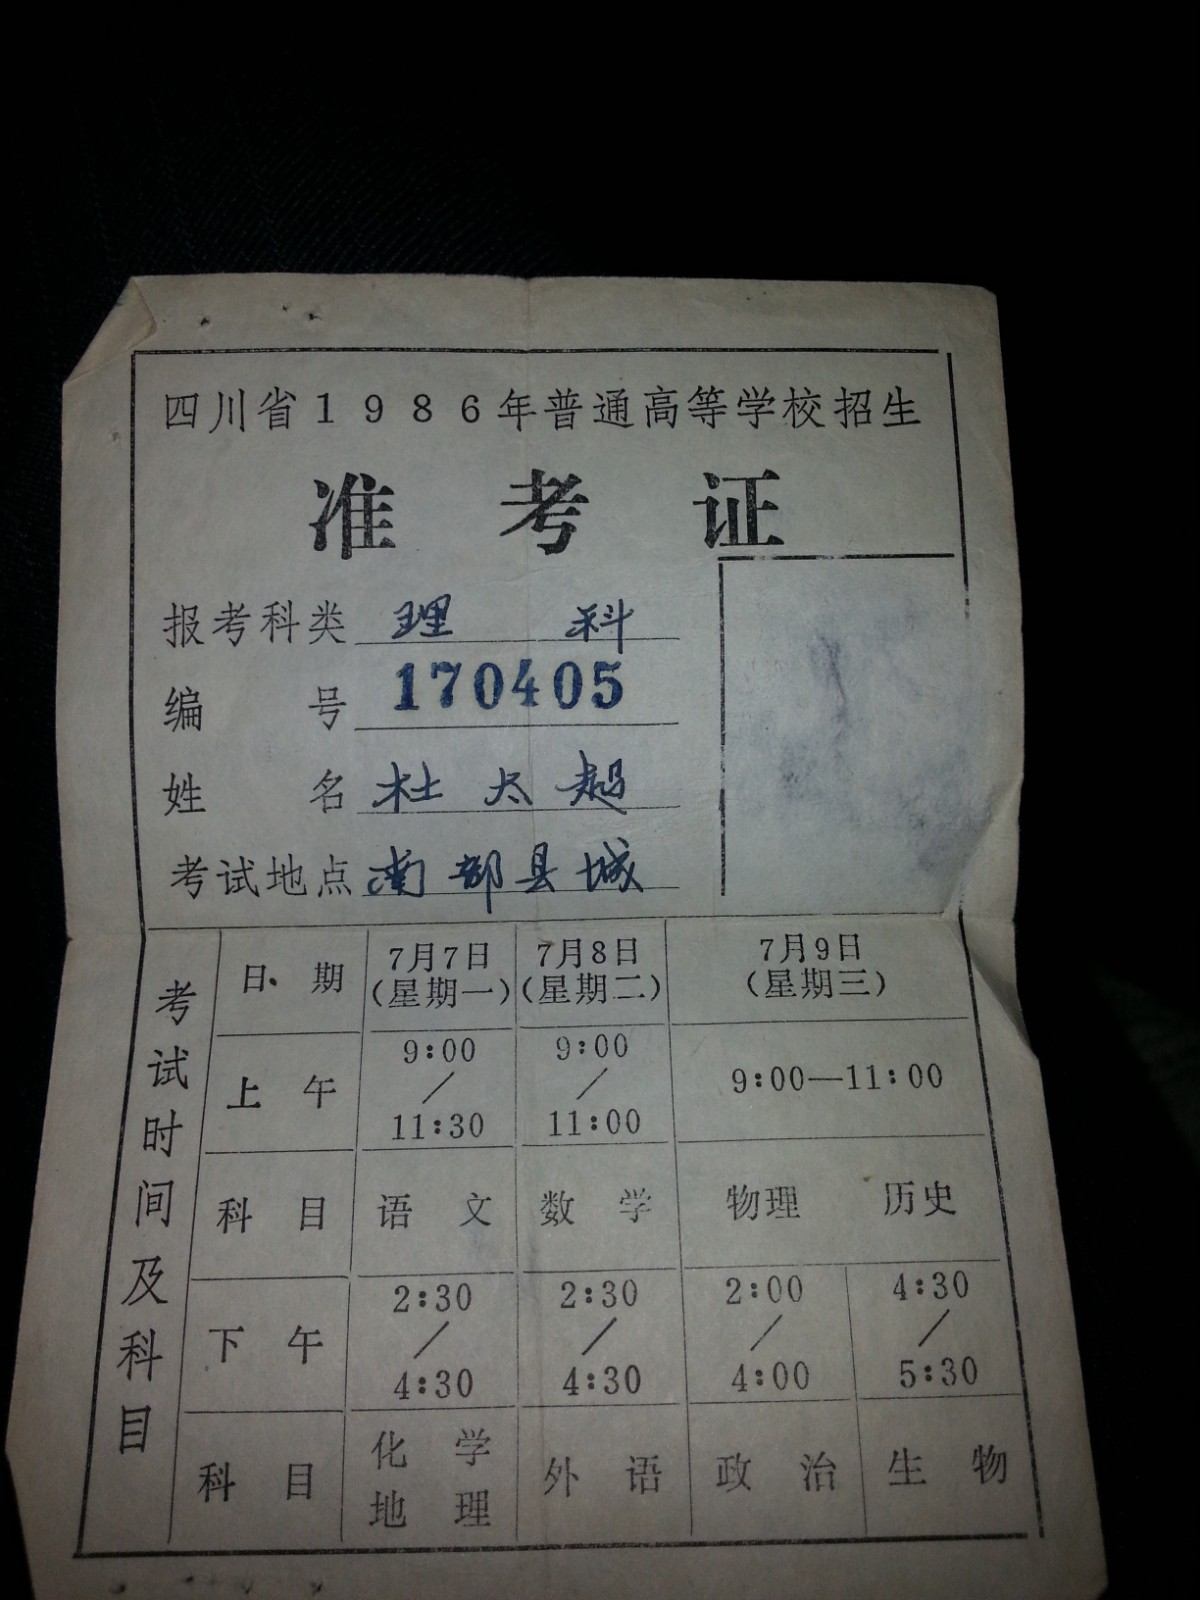 四川省1986年普通高等学校招生
准考证
报考科类 理科
编号 170405
姓名 杜太超
考试地点 南部县城
考试时间及科目
日期 7月7日(星期一) 7月8日(星期二) 7月9日(星期三)
上午 9:00/11:30 9:00/11:00 9:00—11:00
科目 语文 数学 物理 历史
下午 2:30/4:30 2:30/4:30 2:00/4:00 4:30/5:30
科目 化学 地理 外语 政治 生物